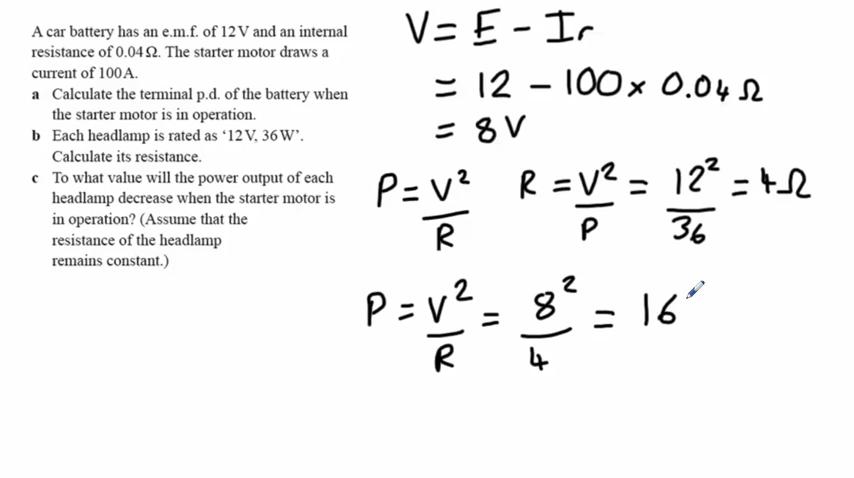 A car battery has an e.m.f. of 12 V and an internal
resistance of 0.04 Ω. The starter motor draws a
current of 100 A.
a Calculate the terminal p.d. of the battery when
the starter motor is in operation.
b Each headlamp is rated as ‘12 V, 36 W’.
Calculate its resistance.
c To what value will the power output of each
headlamp decrease when the starter motor is
in operation? (Assume that the
resistance of the headlamp
remains constant.)
V = E - Ir
= 12 - 100 × 0.04 Ω
= 8 V
P = V²/R R = V²/P = 12²/36 = 4Ω
P = V²/R = 8²/4 = 16